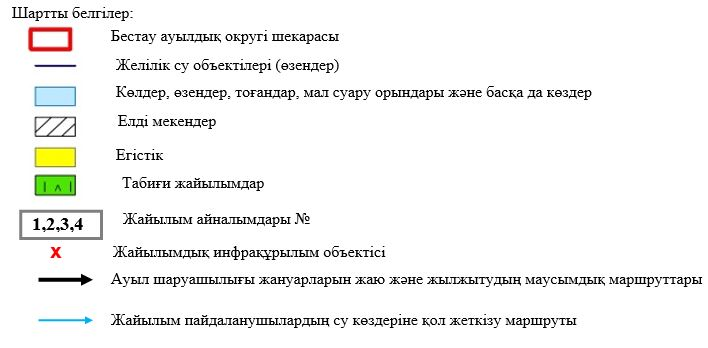 Шартты белгілер:
Бестау ауылдық округі шекарасы
Желілік су объектілері (өзендер)
Көлдер, өзендер, тоғандар, мал суару орындары және басқа да көздер
Елді мекендер
Егістік
Табиғи жайылымдар
1,2,3,4 Жайылым айналымдары №
X Жайылымдық инфрақұрылым объектісі
Ауыл шаруашылығы жануарларын жаю және жылжытудың маусымдық маршруттары
Жайылым пайдаланушылардың су көздеріне қол жеткізу маршруты